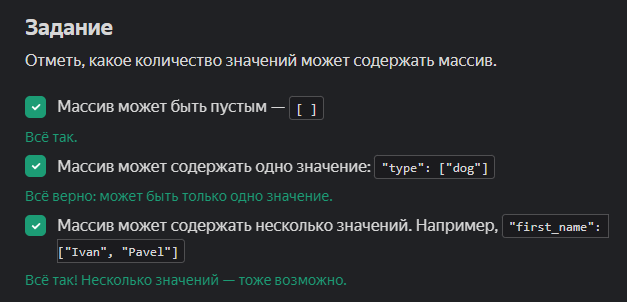 Задание
Отметь, какое количество значений может содержать массив.
Массив может быть пустым — [ ]
Всё так.
Массив может содержать одно значение: "type": ["dog"]
Всё верно: может быть только одно значение.
Массив может содержать несколько значений. Например, "first_name":
["Ivan", "Pavel"]
Всё так! Несколько значений — тоже возможно.